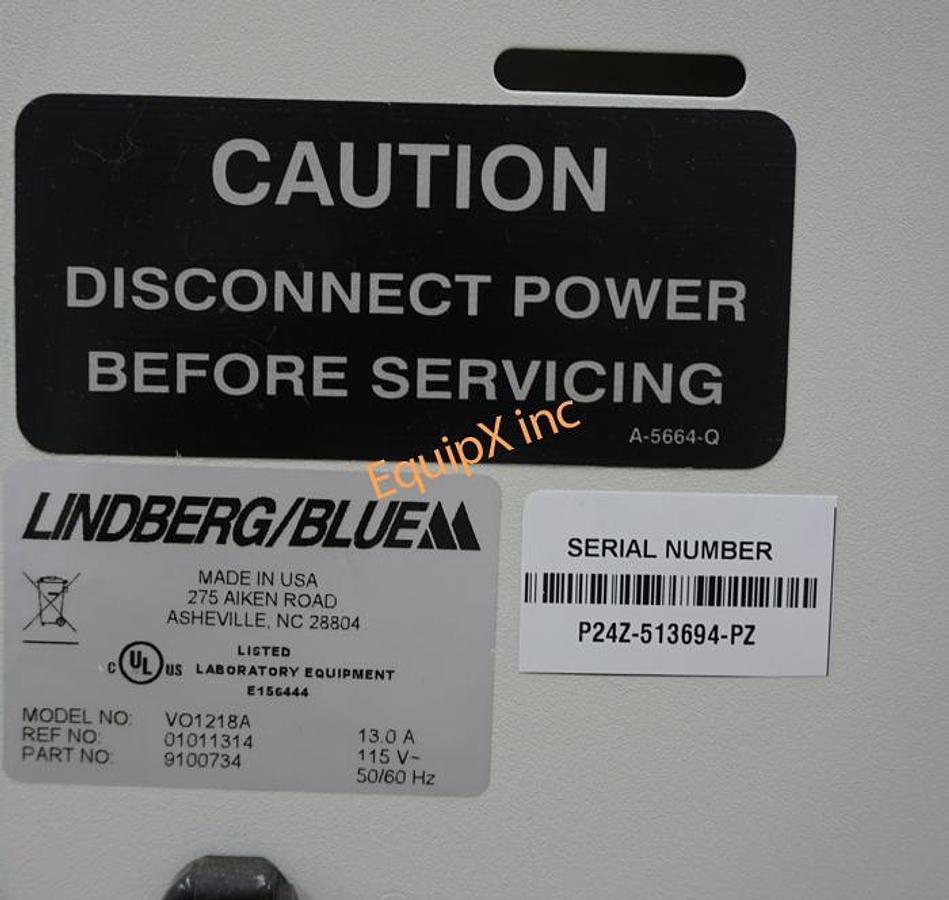 CAUTION
DISCONNECT POWER
BEFORE SERVICING
A-5664-Q
EquipX inc
LINDBERG/BLUE M
MADE IN USA
275 AIKEN ROAD
ASHEVILLE, NC 28804
LISTED
C UL US LABORATORY EQUIPMENT
E156444
MODEL NO: VO1218A
REF NO: 01011314 13.0 A
PART NO: 9100734 115 V~
50/60 Hz
SERIAL NUMBER
P24Z-513694-PZ